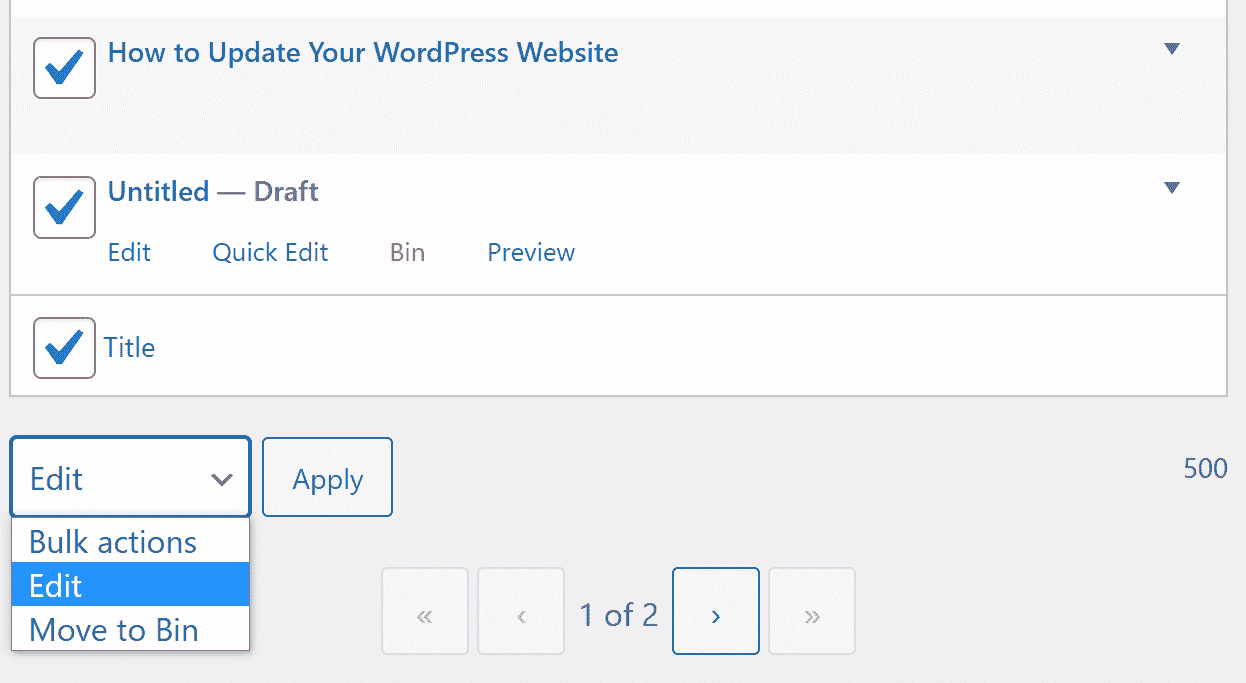 How to Update Your WordPress Website
Untitled — Draft
Edit Quick Edit Bin Preview
Title
Edit Apply 500
Bulk actions
Edit
Move to Bin
« ‹ 1 of 2 › »